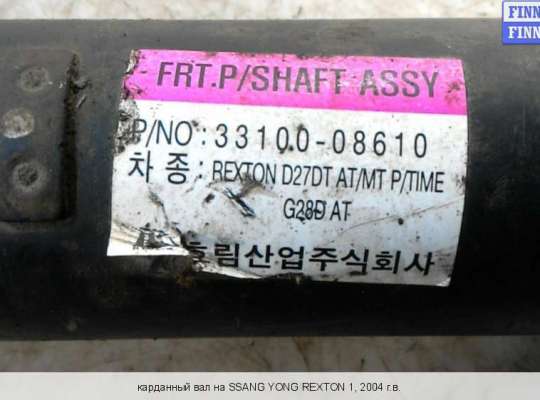 FINN
FINN
FRT.P/SHAFT ASSY
P/NO : 33100-08610
차 종 : REXTON D27DT AT/MT P/TIME
G28D AT
호림산업주식회사
карданный вал на SSANG YONG REXTON 1, 2004 г.в.